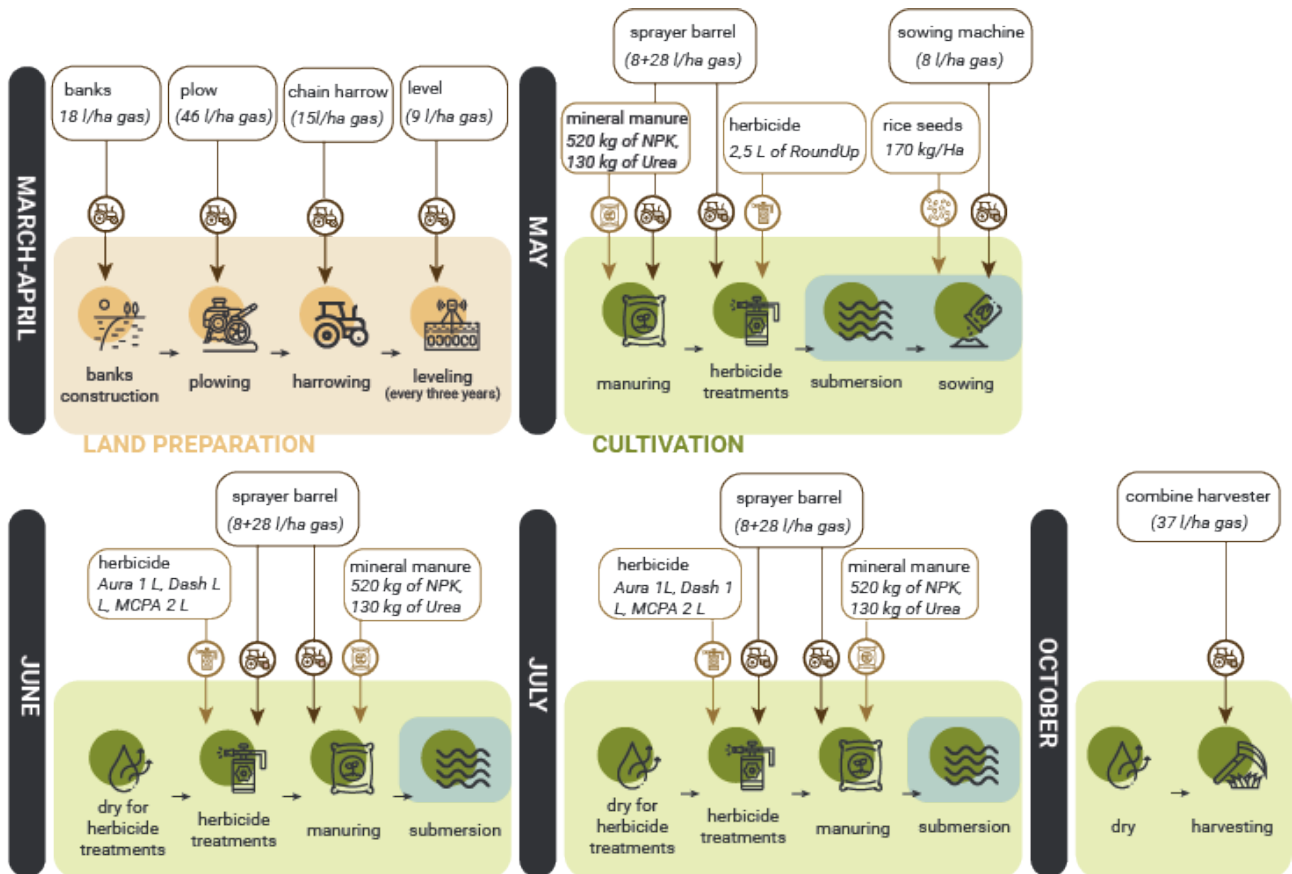 MARCH-APRIL
banks
18 l/ha gas)
plow
(46 l/ha gas)
chain harrow
(15l/ha gas)
level
(9 l/ha gas)
banks
construction
plowing
harrowing
leveling
(every three years)
LAND PREPARATION
MAY
sprayer barrel
(8+28 l/ha gas)
sowing machine
(8 l/ha gas)
mineral manure
520 kg of NPK,
130 kg of Urea
herbicide
2,5 L of RoundUp
rice seeds
170 kg/Ha
manuring
herbicide
treatments
submersion
sowing
CULTIVATION
JUNE
sprayer barrel
(8+28 l/ha gas)
herbicide
Aura 1 L, Dash L
L, MCPA 2 L
mineral manure
520 kg of NPK,
130 kg of Urea
dry for
herbicide
treatments
herbicide
treatments
manuring
submersion
JULY
sprayer barrel
(8+28 l/ha gas)
herbicide
Aura 1L, Dash 1
L, MCPA 2 L
mineral manure
520 kg of NPK,
130 kg of Urea
dry for
herbicide
treatments
herbicide
treatments
manuring
submersion
OCTOBER
combine harvester
(37 l/ha gas)
dry
harvesting